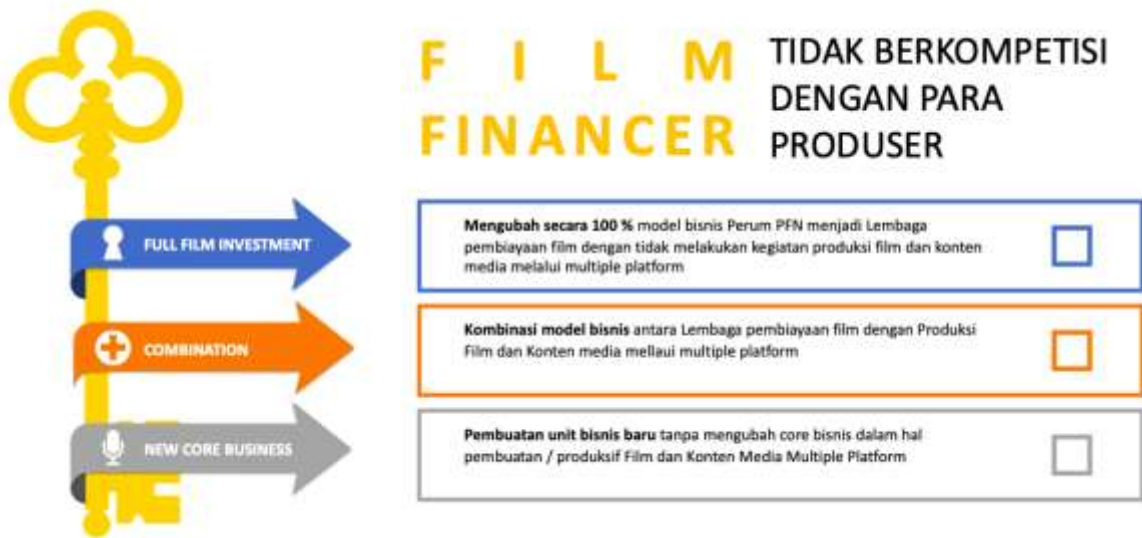 FILM
FINANCER
TIDAK BERKOMPETISI
DENGAN PARA
PRODUSER
FULL FILM INVESTMENT
Mengubah secara 100 % model bisnis Perum PFN menjadi Lembaga
pembiayaan film dengan tidak melakukan kegiatan produksi film dan konten
media melalui multiple platform
COMBINATION
Kombinasi model bisnis antara Lembaga pembiayaan film dengan Produksi
Film dan Konten media mellaui multiple platform
NEW CORE BUSINESS
Pembuatan unit bisnis baru tanpa mengubah core bisnis dalam hal
pembuatan / produksif Film dan Konten Media Multiple Platform